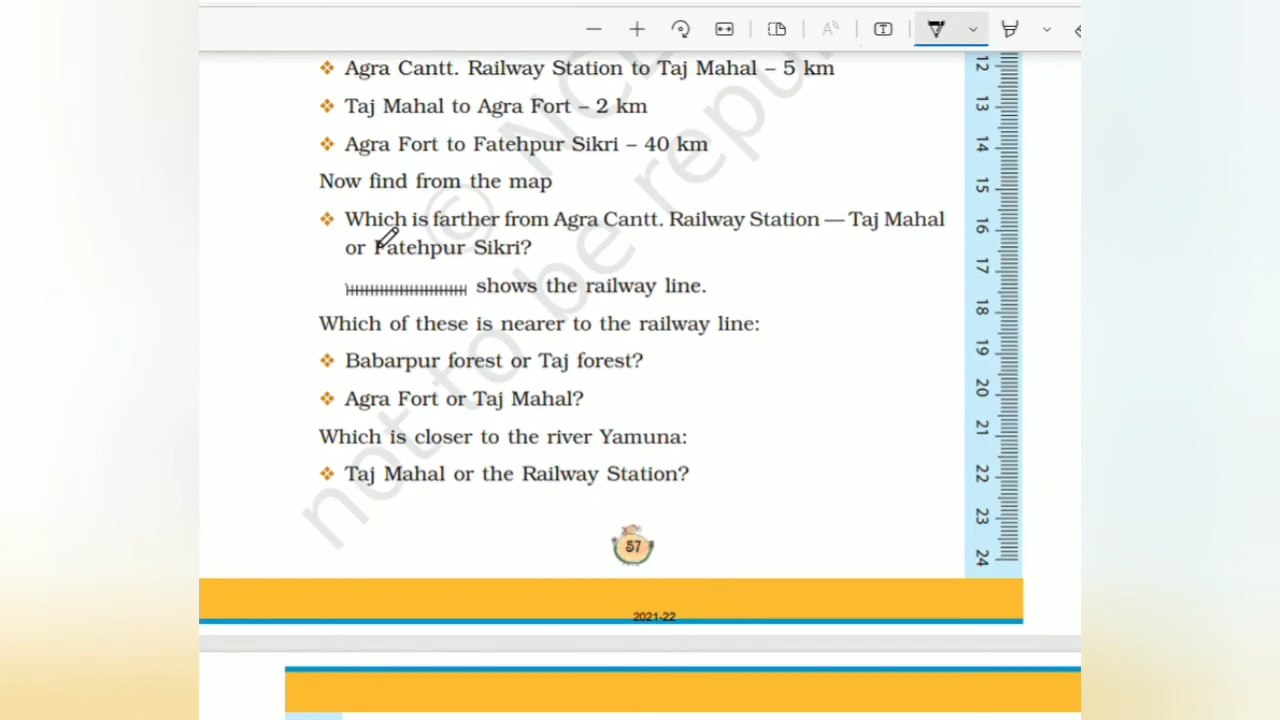 Agra Cantt. Railway Station to Taj Mahal – 5 km
Taj Mahal to Agra Fort – 2 km
Agra Fort to Fatehpur Sikri – 40 km
Now find from the map
Which is farther from Agra Cantt. Railway Station — Taj Mahal
or Fatehpur Sikri?
shows the railway line.
Which of these is nearer to the railway line:
Babarpur forest or Taj forest?
Agra Fort or Taj Mahal?
Which is closer to the river Yamuna:
Taj Mahal or the Railway Station?
57
2021-22
12
13
14
15
16
17
18
19
20
21
22
23
24
not to be republ